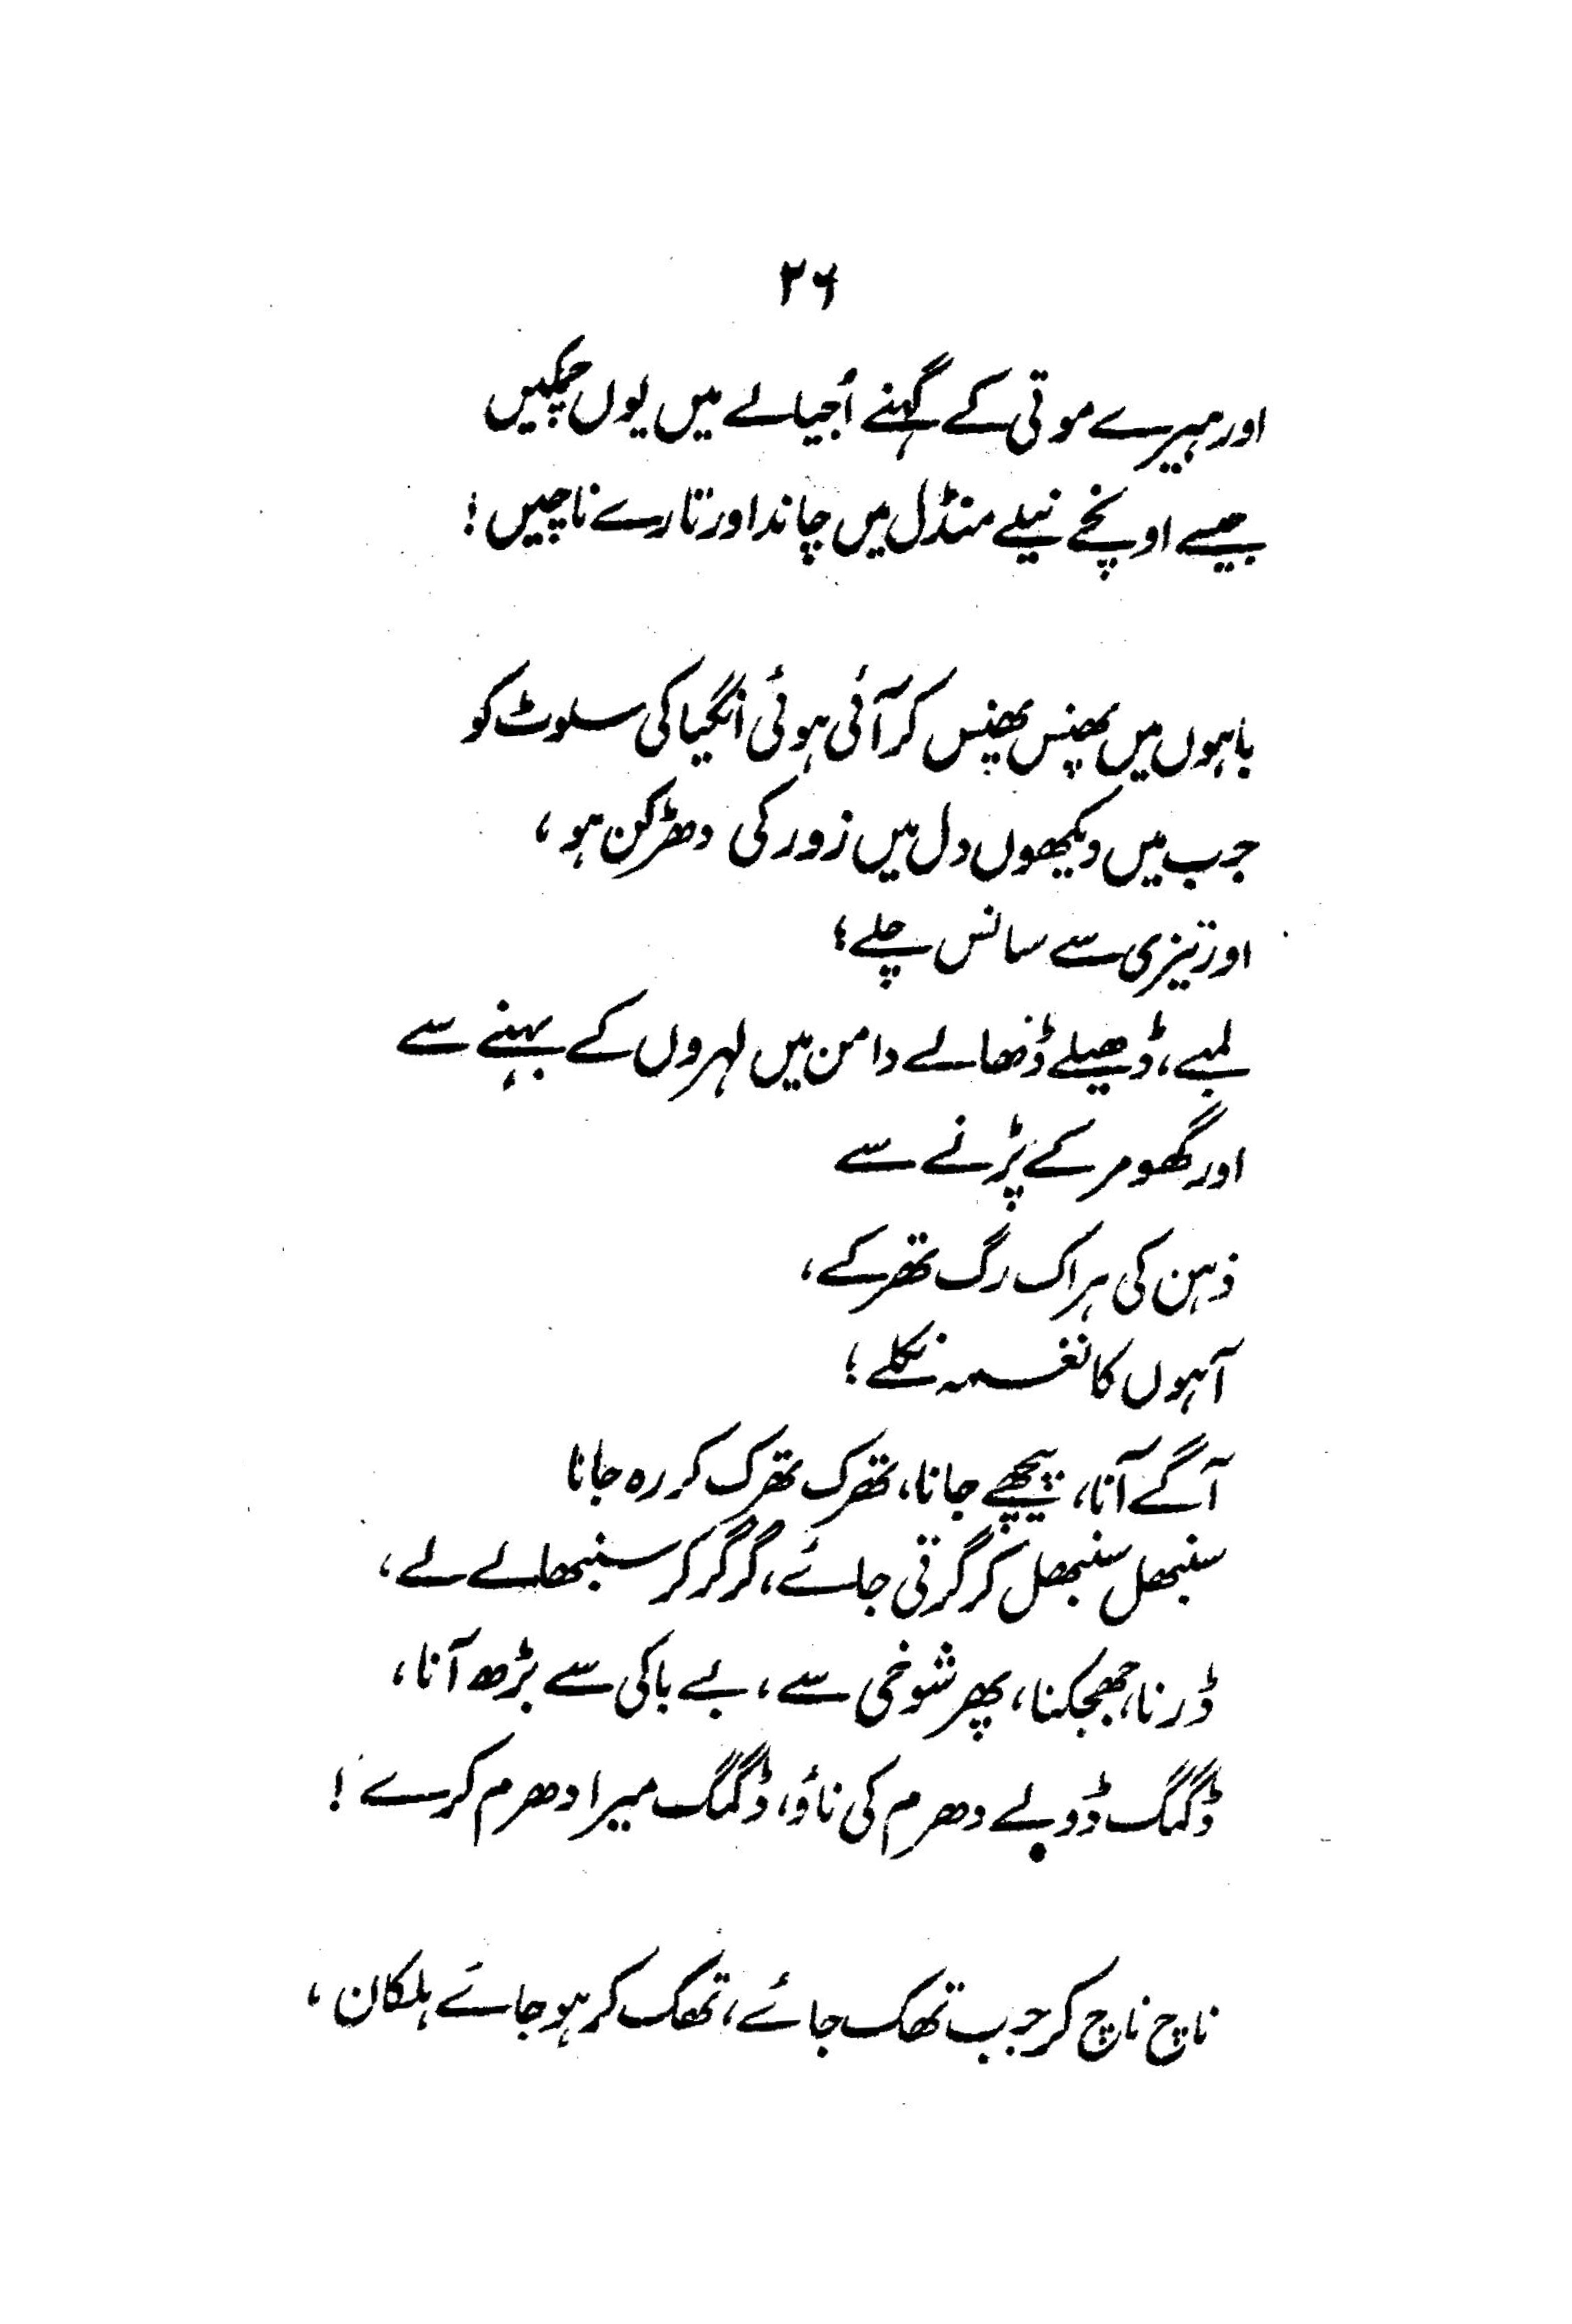 ۲۶
اور ہیرے موتی کے گہنے اُجیالے میں یوں چمکیں
جیسے اونچے نیلے منڈل میں چاند اور تارے ناچیں!
باہوں میں پھنس پھنس کر آئی ہوئی انگیا کی سلوٹ کو
جب میں دیکھوں دل میں زور کی دھڑکن ہو،
اور تیزی سے سانس چلے؛
لمبے، ڈھیلے ڈھالے دامن میں لہروں کے بہنے سے
اور گھومر کے پڑنے سے
ذہن کی ہر اک رگ تھرکے،
آہوں کا نغمہ نکلے؛
آگے آنا، پیچھے جانا، تھرک تھرک کر رہ جانا
سنبھل سنبھل کر گرتی جائے، گر گر کر سنبھالے لے،
ڈرنا، جھجکنا، پھر شوخی سے، بے باکی سے بڑھ آنا،
ڈگمگ ڈوبے دھرم کی ناؤ، ڈگمگ میرا دھرم کرے!
ناچ ناچ کر جب تھک جائے، تھک کر ہو جائے ہلکان،